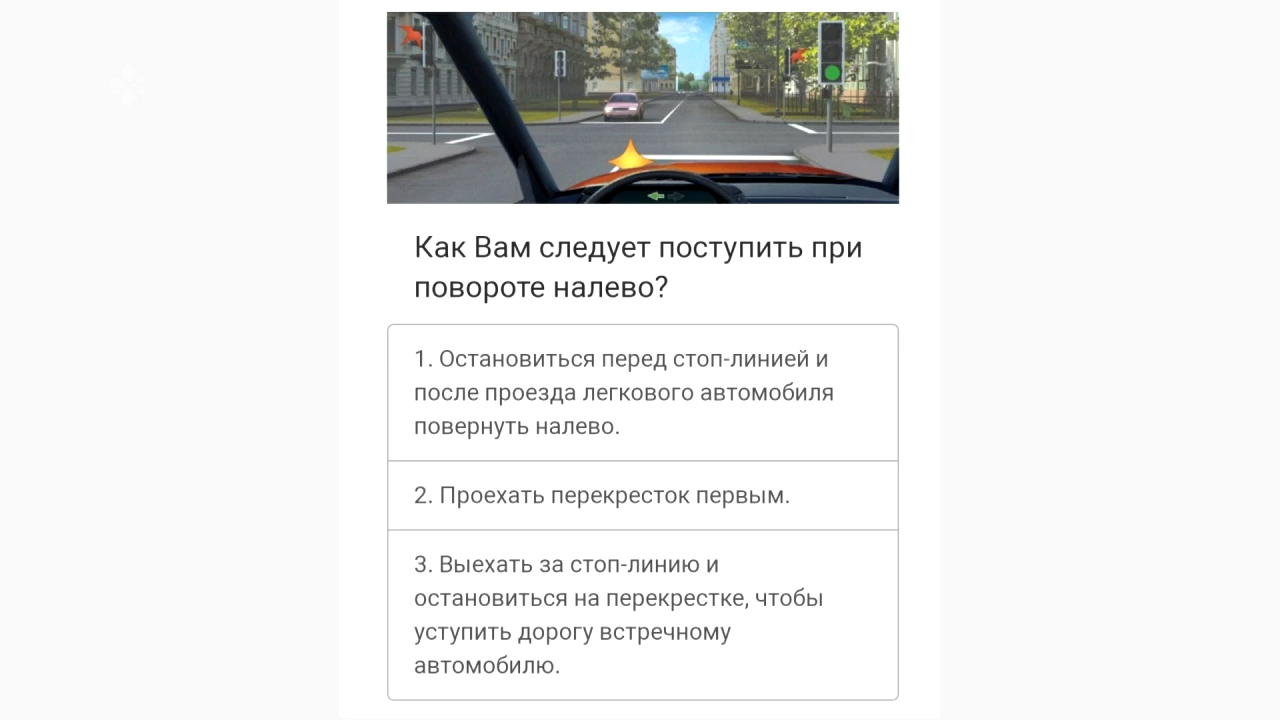 Как Вам следует поступить при
повороте налево?
1. Остановиться перед стоп-линией и
после проезда легкового автомобиля
повернуть налево.
2. Проехать перекресток первым.
3. Выехать за стоп-линию и
остановиться на перекрестке, чтобы
уступить дорогу встречному
автомобилю.